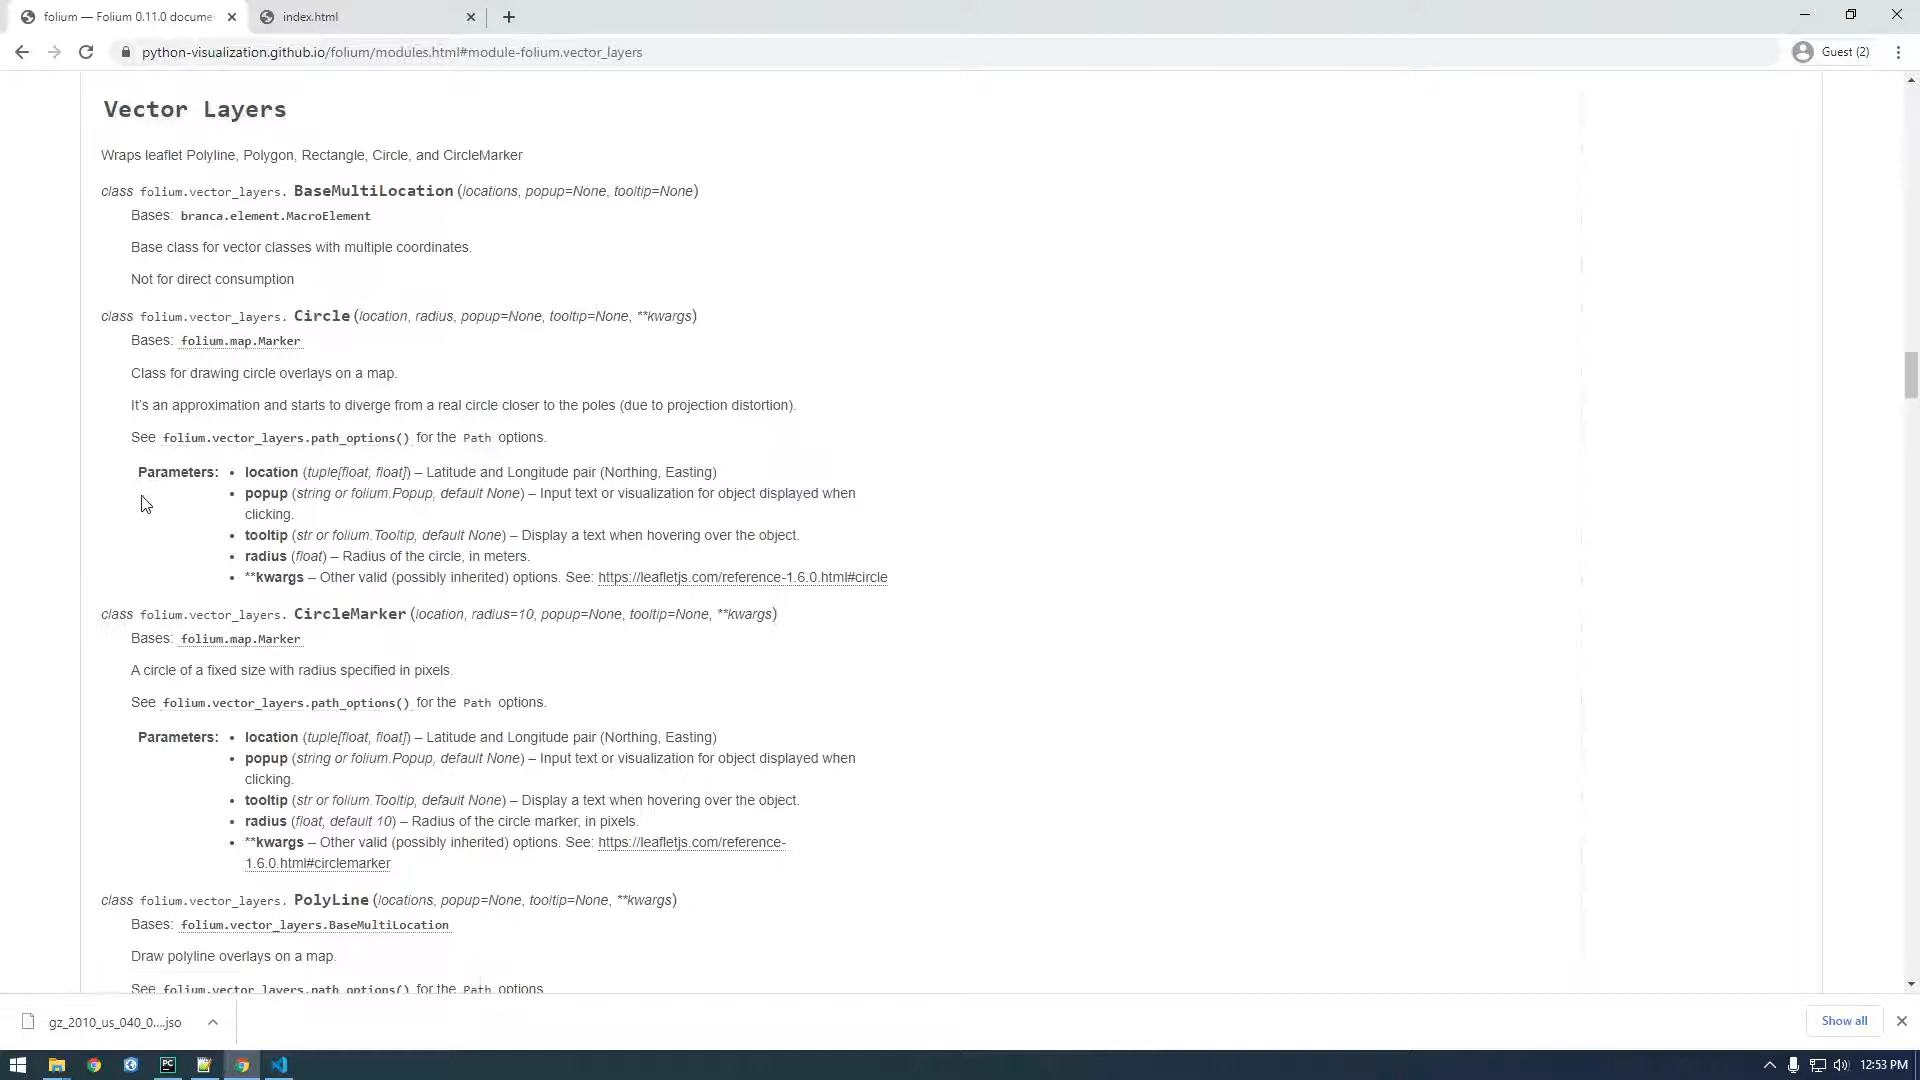 folium — Folium 0.11.0 docume
index.html
python-visualization.github.io/folium/modules.html#module-folium.vector_layers
Guest (2)
Vector Layers
Wraps leaflet Polyline, Polygon, Rectangle, Circle, and CircleMarker
class folium.vector_layers. BaseMultiLocation(locations, popup=None, tooltip=None)
Bases: branca.element.MacroElement
Base class for vector classes with multiple coordinates.
Not for direct consumption
class folium.vector_layers. Circle(location, radius, popup=None, tooltip=None, **kwargs)
Bases: folium.map.Marker
Class for drawing circle overlays on a map.
It's an approximation and starts to diverge from a real circle closer to the poles (due to projection distortion).
See folium.vector_layers.path_options() for the Path options.
Parameters: • location (tuple[float, float]) – Latitude and Longitude pair (Northing, Easting)
• popup (string or folium.Popup, default None) – Input text or visualization for object displayed when
clicking.
• tooltip (str or folium.Tooltip, default None) – Display a text when hovering over the object.
• radius (float) – Radius of the circle, in meters.
• **kwargs – Other valid (possibly inherited) options. See: https://leafletjs.com/reference-1.6.0.html#circle
class folium.vector_layers. CircleMarker(location, radius=10, popup=None, tooltip=None, **kwargs)
Bases: folium.map.Marker
A circle of a fixed size with radius specified in pixels.
See folium.vector_layers.path_options() for the Path options.
Parameters: • location (tuple[float, float]) – Latitude and Longitude pair (Northing, Easting)
• popup (string or folium.Popup, default None) – Input text or visualization for object displayed when
clicking.
• tooltip (str or folium.Tooltip, default None) – Display a text when hovering over the object.
• radius (float, default 10) – Radius of the circle marker, in pixels.
• **kwargs – Other valid (possibly inherited) options. See: https://leafletjs.com/reference-
1.6.0.html#circlemarker
class folium.vector_layers. PolyLine(locations, popup=None, tooltip=None, **kwargs)
Bases: folium.vector_layers.BaseMultiLocation
Draw polyline overlays on a map.
See folium.vector_layers.path_options() for the Path options
gz_2010_us_040_0....jso
Show all
PC
12:53 PM